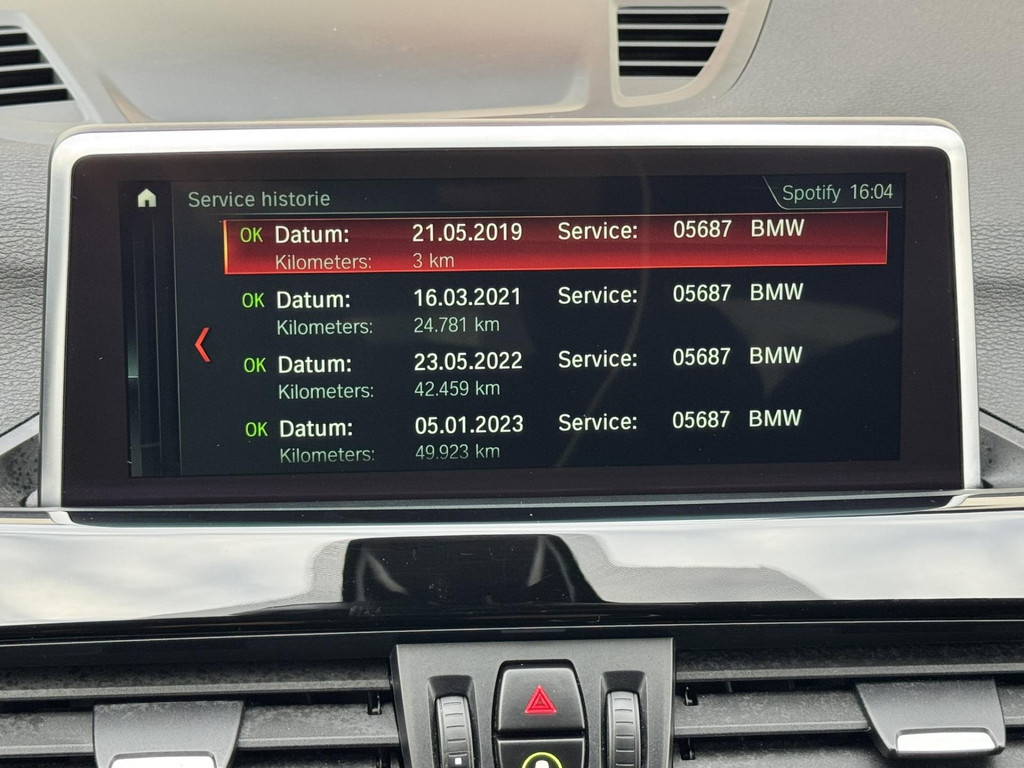 Service historie Spotify 16:04
OK Datum: 21.05.2019 Service: 05687 BMW
Kilometers: 3 km
OK Datum: 16.03.2021 Service: 05687 BMW
Kilometers: 24.781 km
OK Datum: 23.05.2022 Service: 05687 BMW
Kilometers: 42.459 km
OK Datum: 05.01.2023 Service: 05687 BMW
Kilometers: 49.923 km